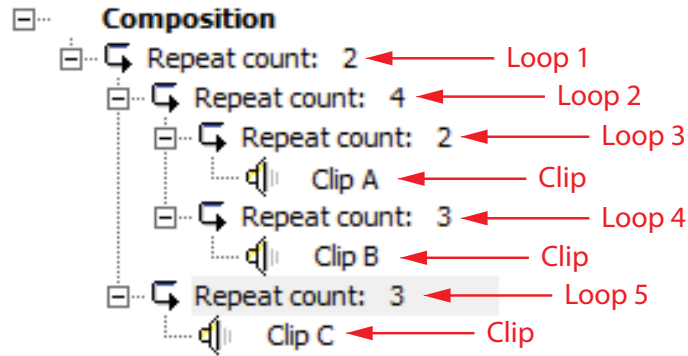 Composition
Repeat count: 2 Loop 1
Repeat count: 4 Loop 2
Repeat count: 2 Loop 3
Clip A Clip
Repeat count: 3 Loop 4
Clip B Clip
Repeat count: 3 Loop 5
Clip C Clip